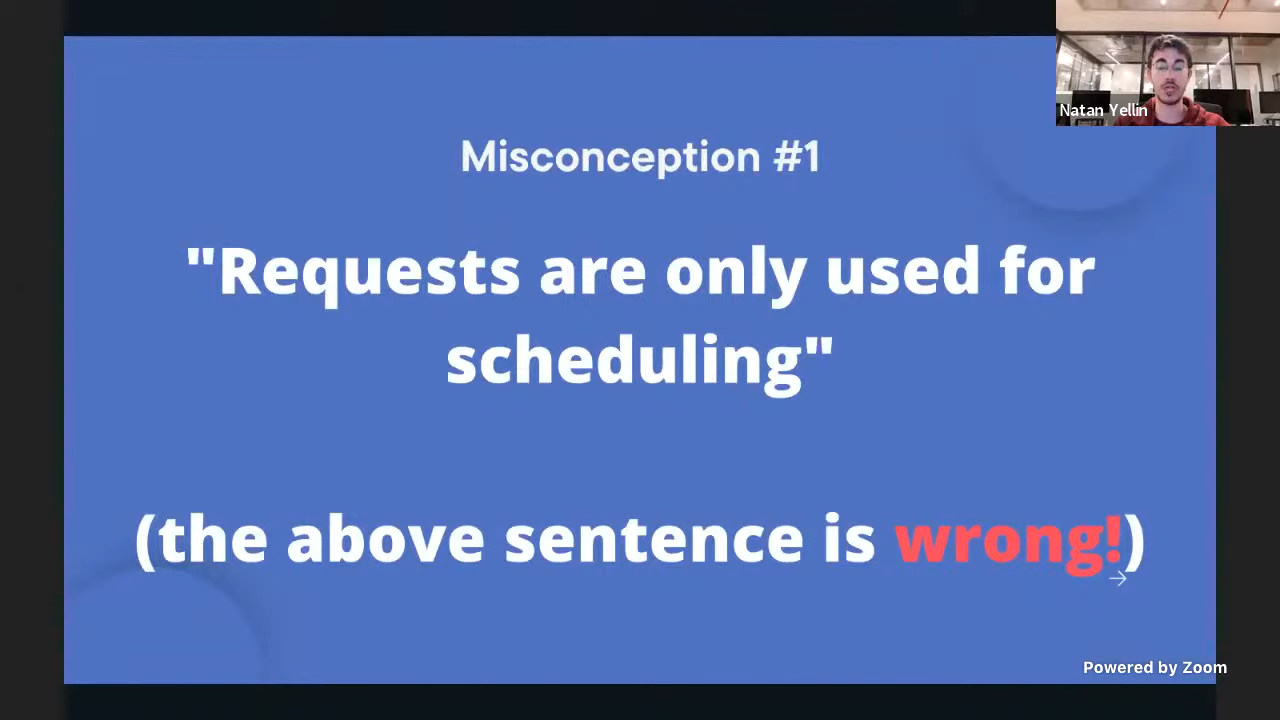 Natan Yellin
Misconception #1
"Requests are only used for
scheduling"
(the above sentence is wrong!)
Powered by Zoom